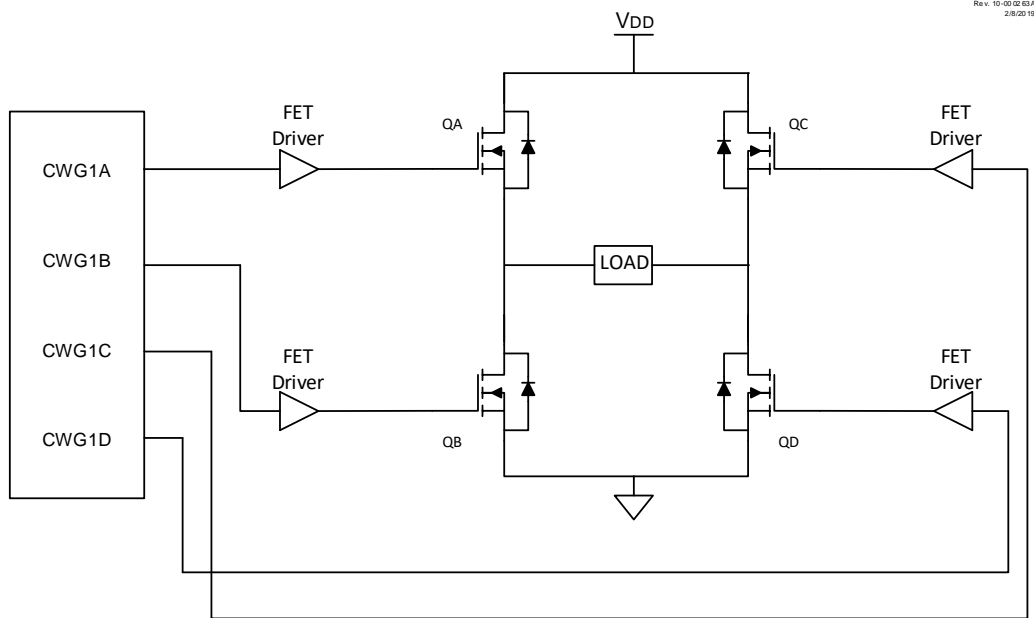 Rev. 10-000263A
2/8/2019
VDD
FET
Driver
QA
QC
FET
Driver
CWG1A
CWG1B
LOAD
CWG1C
FET
Driver
FET
Driver
CWG1D
QB
QD